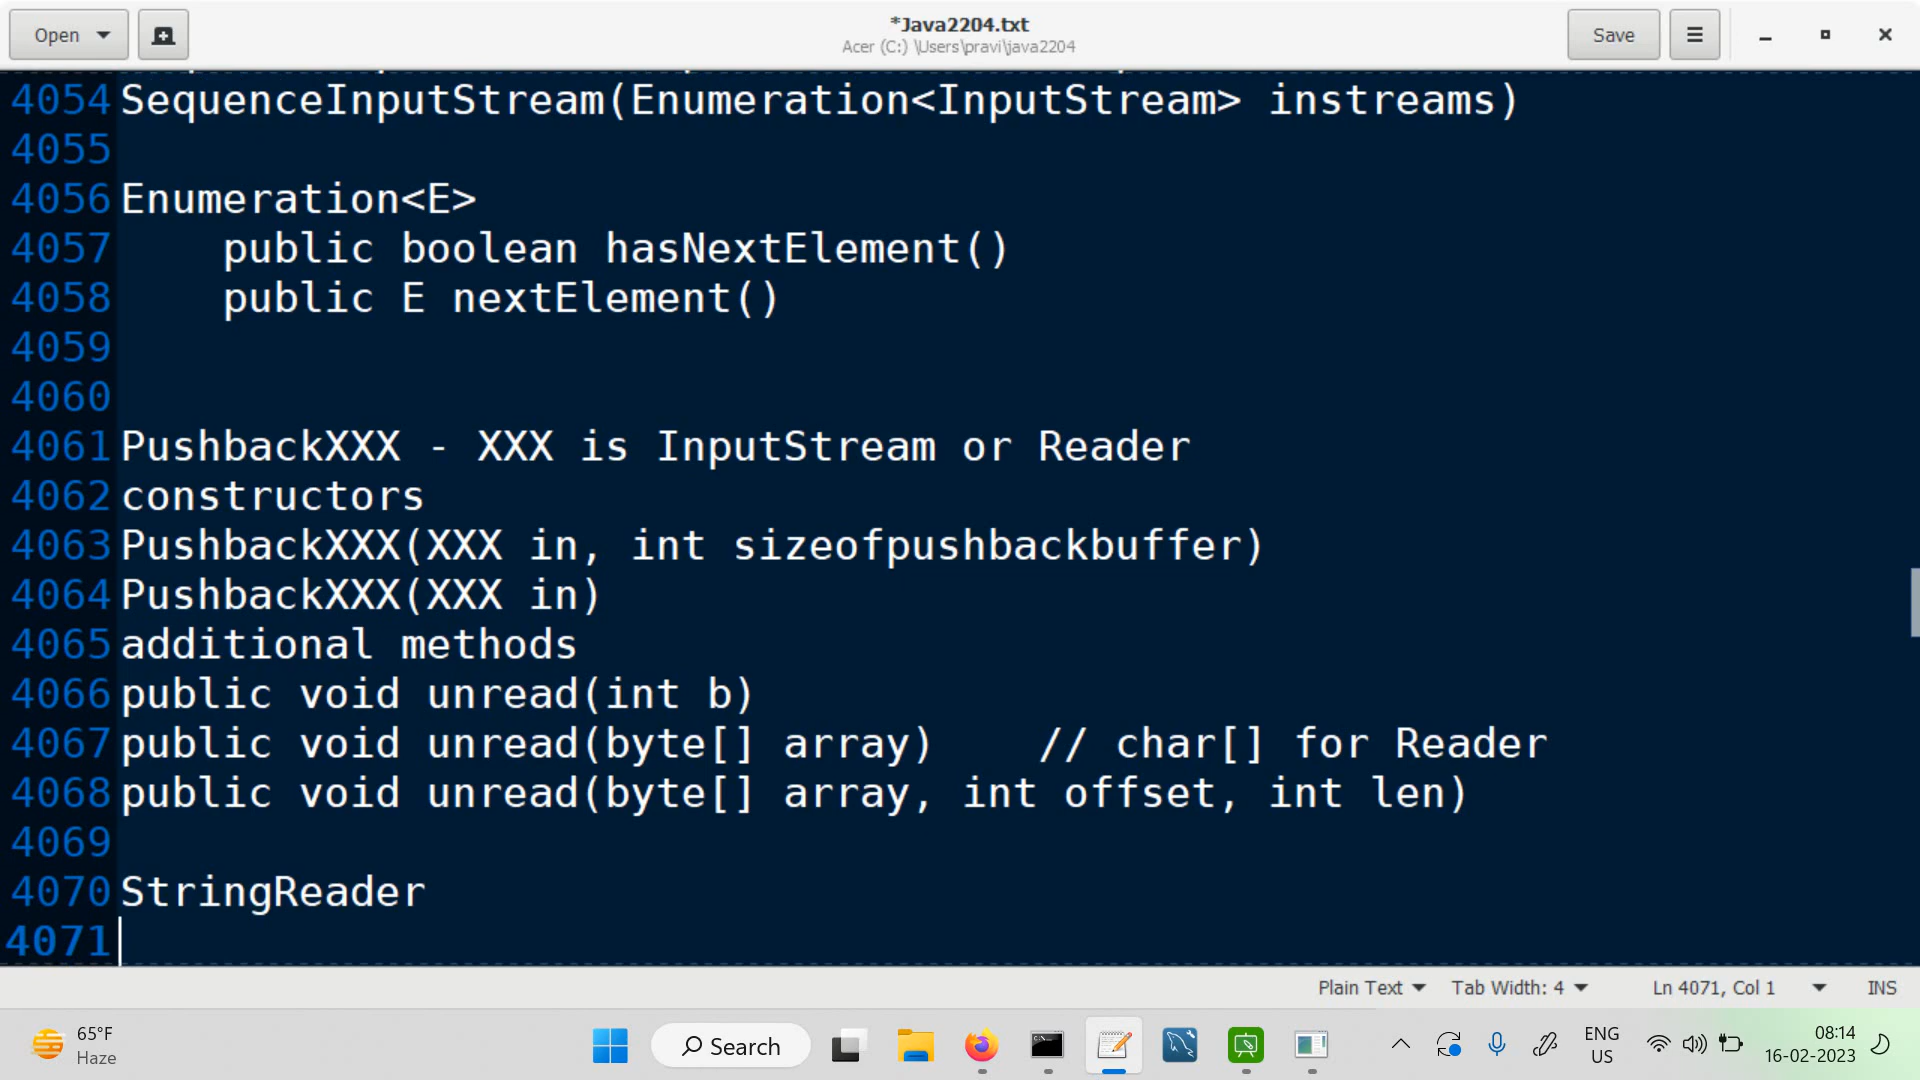 Open
*Java2204.txt
Acer (C:) \Users\pravi\java2204
Save
4054 SequenceInputStream(Enumeration<InputStream> instreams)
4055
4056 Enumeration<E>
4057 public boolean hasNextElement()
4058 public E nextElement()
4059
4060
4061 PushbackXXX - XXX is InputStream or Reader
4062 constructors
4063 PushbackXXX(XXX in, int sizeofpushbackbuffer)
4064 PushbackXXX(XXX in)
4065 additional methods
4066 public void unread(int b)
4067 public void unread(byte[] array) // char[] for Reader
4068 public void unread(byte[] array, int offset, int len)
4069
4070 StringReader
4071
Plain Text Tab Width: 4 Ln 4071, Col 1 INS
65°F
Haze
Search
ENG
US
08:14
16-02-2023